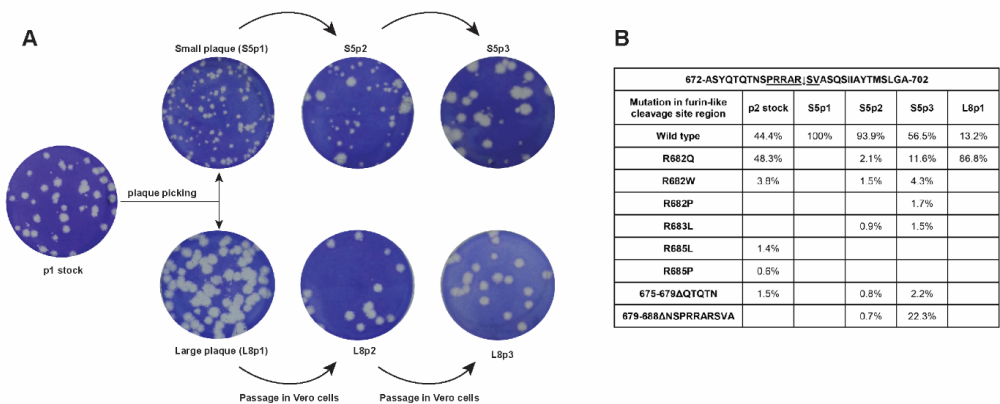 A
Small plaque (S5p1)
S5p2
S5p3
plaque picking
p1 stock
Large plaque (L8p1)
L8p2
L8p3
Passage in Vero cells
Passage in Vero cells
B
672-ASYQTQTNSPRRAR↓SVASQSIIAYTMSLGA-702
Mutation in furin-like cleavage site region p2 stock S5p1 S5p2 S5p3 L8p1
Wild type 44.4% 100% 93.9% 56.5% 13.2%
R682Q 48.3% 2.1% 11.6% 86.8%
R682W 3.8% 1.5% 4.3%
R682P 1.7%
R683L 0.9% 1.5%
R685L 1.4%
R685P 0.6%
675-679ΔQTQTN 1.5% 0.8% 2.2%
679-688ΔNSPRRARSVA 0.7% 22.3%